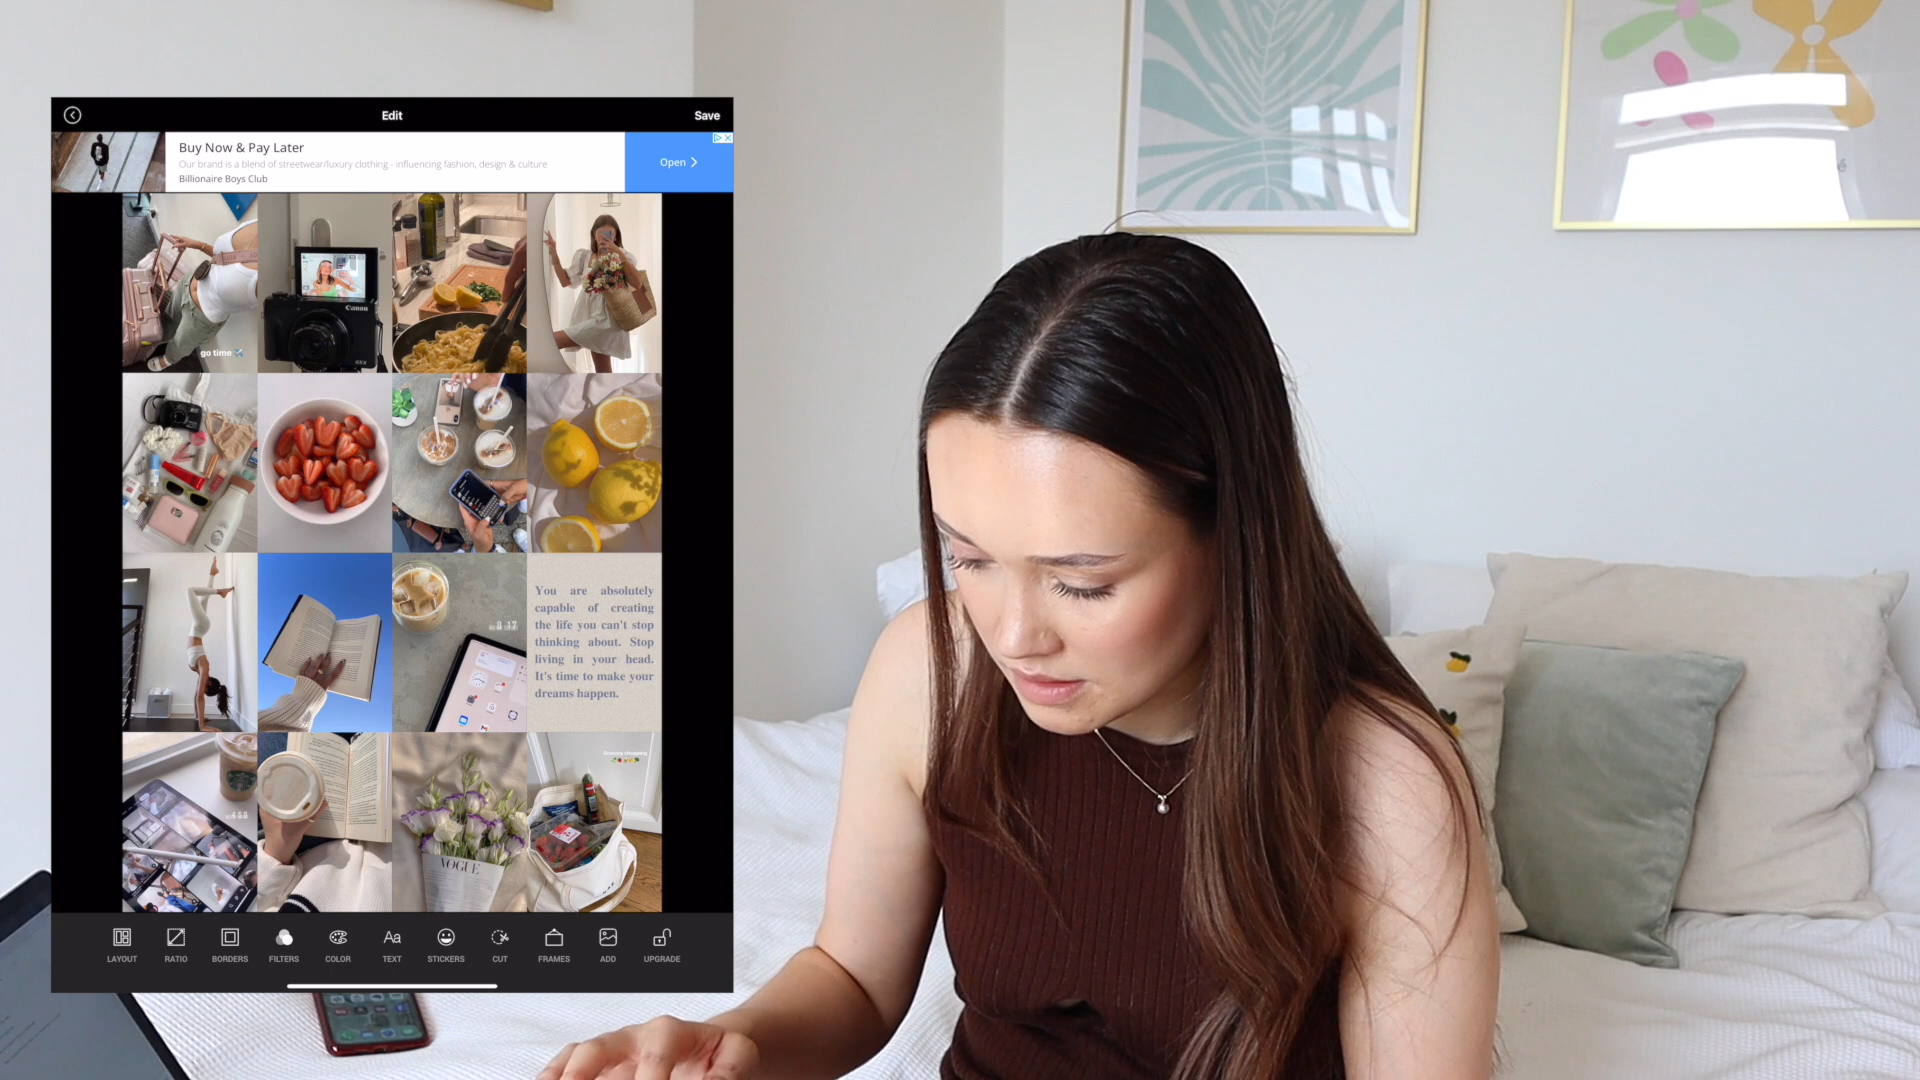 Edit
Save
Buy Now & Pay Later
Our brand is a blend of streetwear/luxury clothing - influencing fashion, design & culture
Billionaire Boys Club
Open
go time
Canon
You are absolutely
capable of creating
the life you can't stop
thinking about. Stop
living in your head.
It's time to make your
dreams happen.
VOGUE
Grocery shopping
LAYOUT
RATIO
BORDERS
FILTERS
COLOR
TEXT
STICKERS
CUT
FRAMES
ADD
UPGRADE
Aa